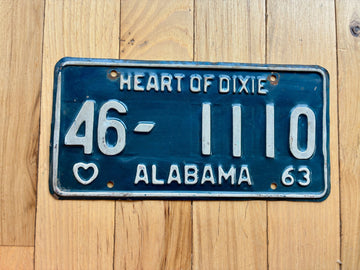 HEART OF DIXIE
46-1110
ALABAMA 63